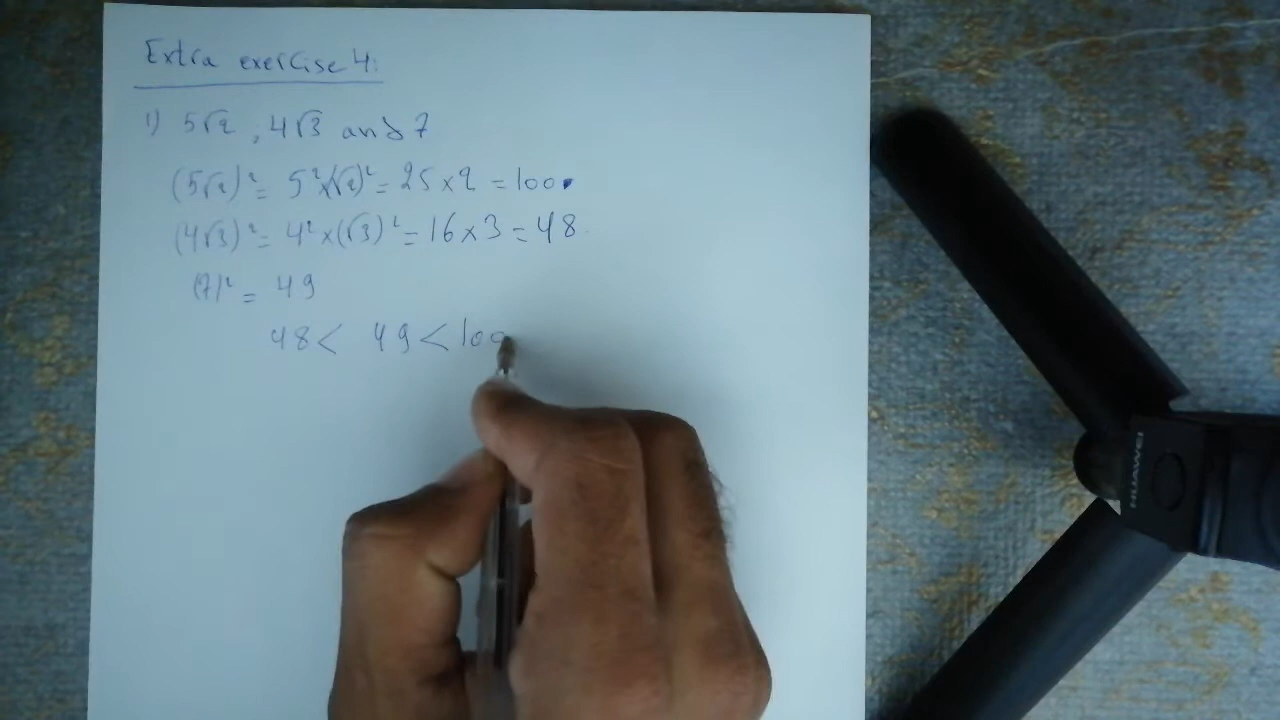 Extra exercise 4:
1) 5√2 , 4√3 and 7
(5√2)² = 5²×(√2)² = 25 × 2 = 100.
(4√3)² = 4² × (√3)² = 16 × 3 = 48
(7)² = 49
48 < 49 < 100
HUAWEI